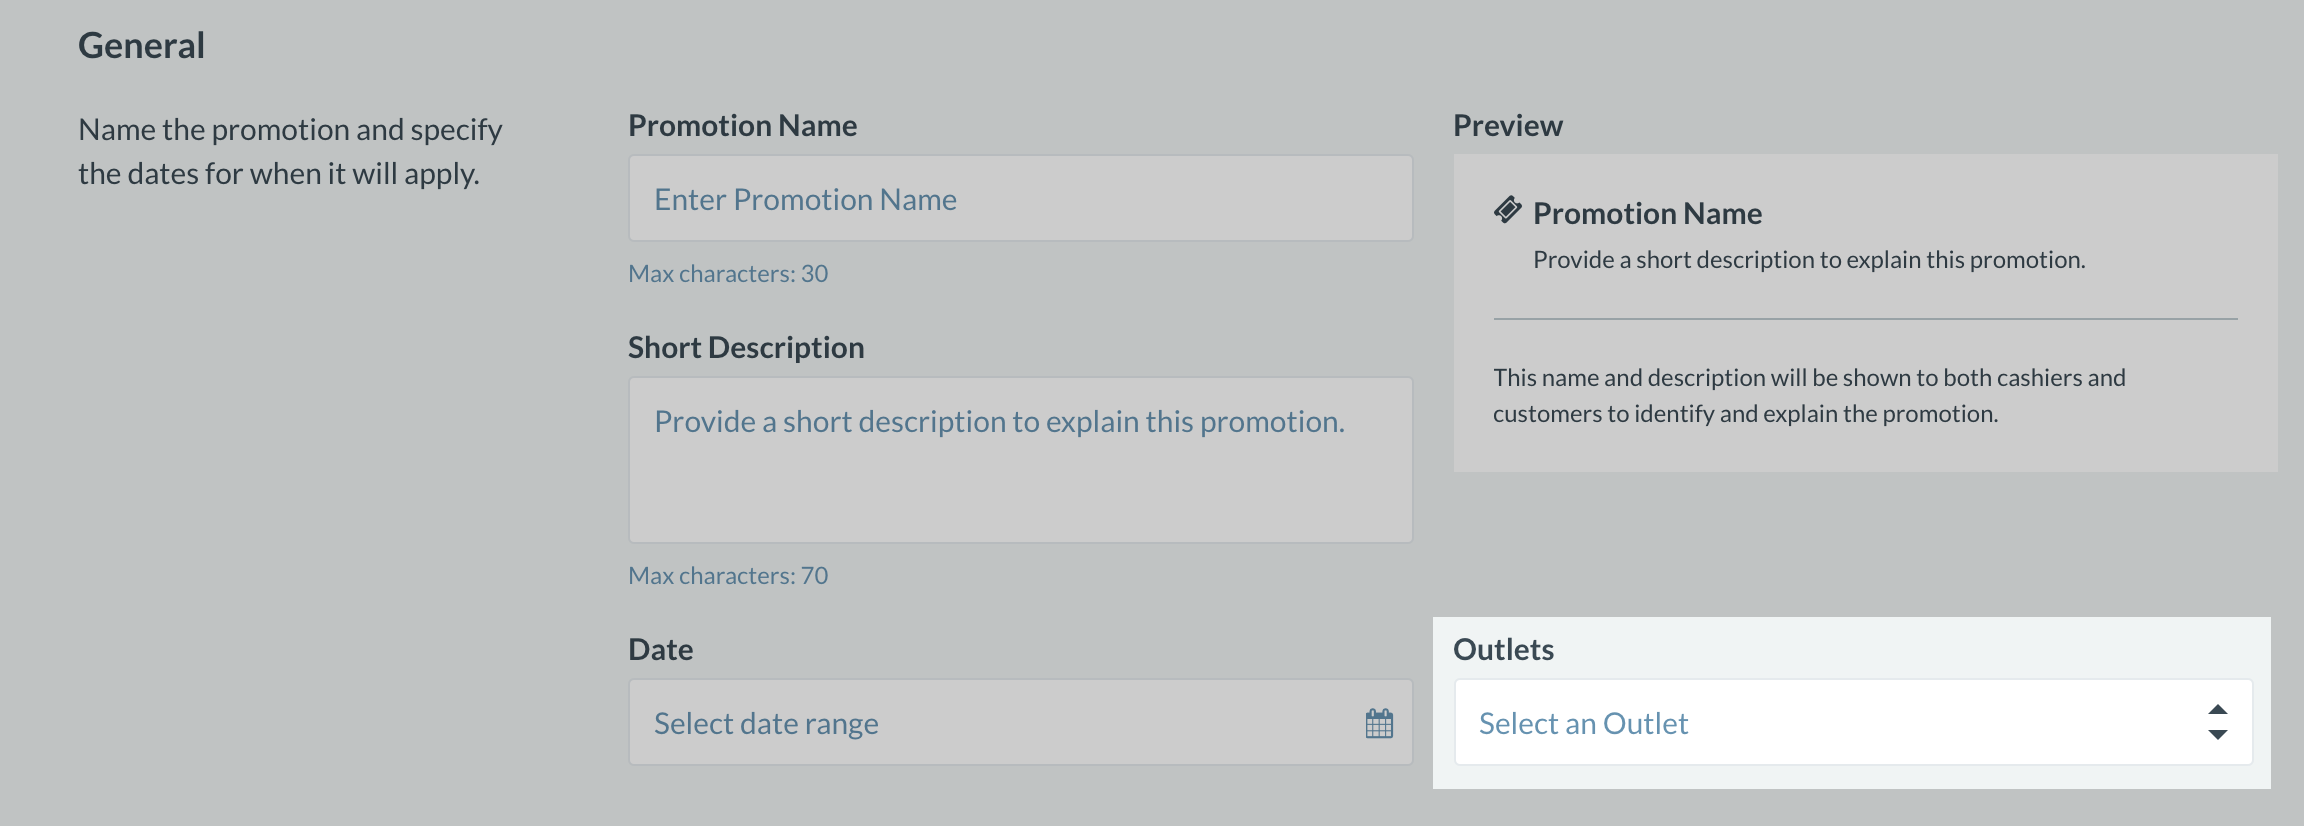 General
Name the promotion and specify
the dates for when it will apply.
Promotion Name
Enter Promotion Name
Max characters: 30
Short Description
Provide a short description to explain this promotion.
Max characters: 70
Date
Select date range
Preview
Promotion Name
Provide a short description to explain this promotion.
This name and description will be shown to both cashiers and
customers to identify and explain the promotion.
Outlets
Select an Outlet